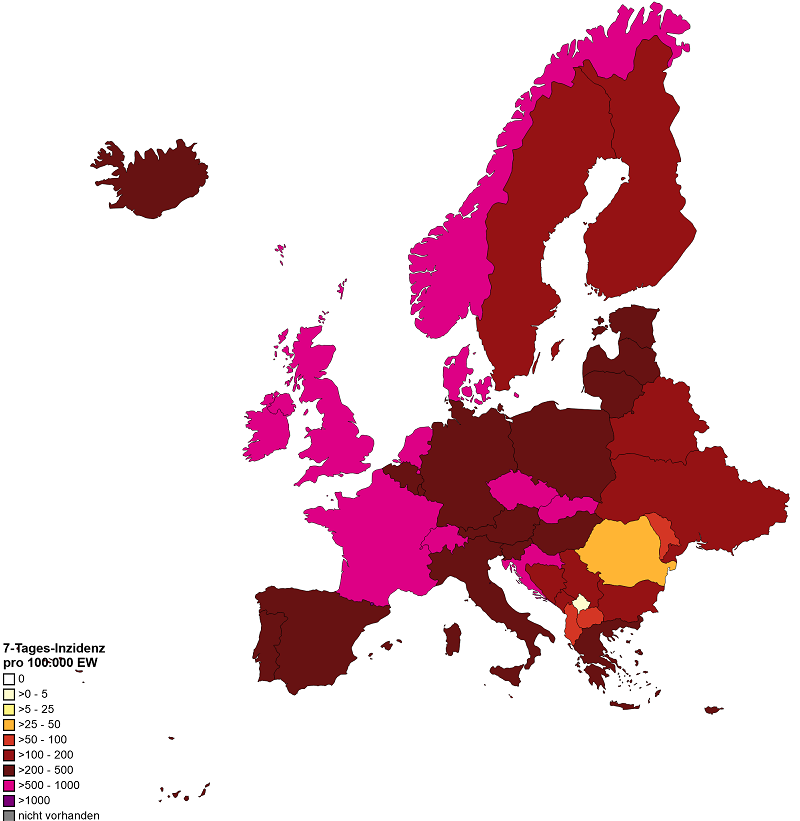 7-Tages-Inzidenz
pro 100.000 EW
0
>0 - 5
>5 - 25
>25 - 50
>50 - 100
>100 - 200
>200 - 500
>500 - 1000
>1000
nicht vorhanden